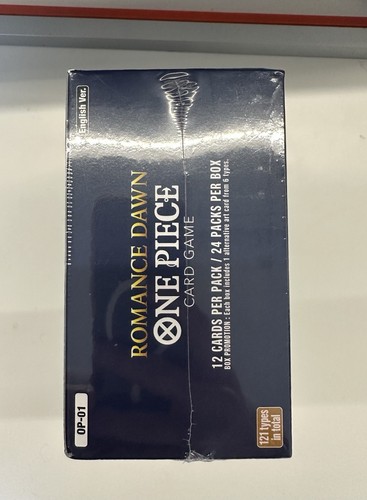 English Ver.
ROMANCE DAWN
ONE PIECE
CARD GAME
12 CARDS PER PACK / 24 PACKS PER BOX
BOX PROMOTION : Each box includes 1 alternative art card from 6 types.
OP-01
121 types
in total